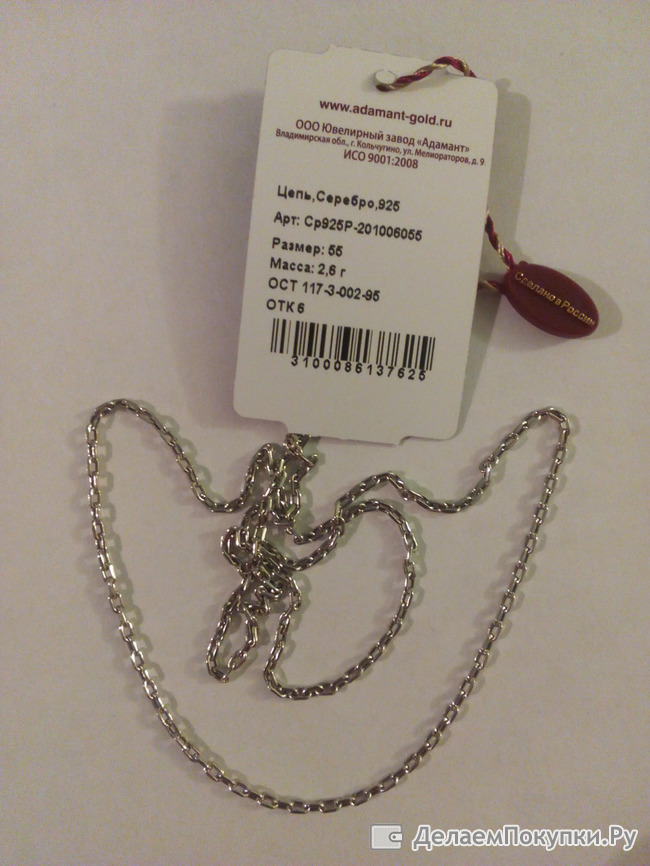 www.adamant-gold.ru
ООО Ювелирный завод «Адамант»
Владимирская обл., г. Кольчугино, ул. Мелиораторов, д. 9
ИСО 9001:2008
Цепь,Серебро,925
Арт: Ср925Р-201006055
Размер: 55
Масса: 2,6 г
ОСТ 117-3-002-95
ОТК 6
3100086137625
Сделано в России
ДелаемПокупки.Ру